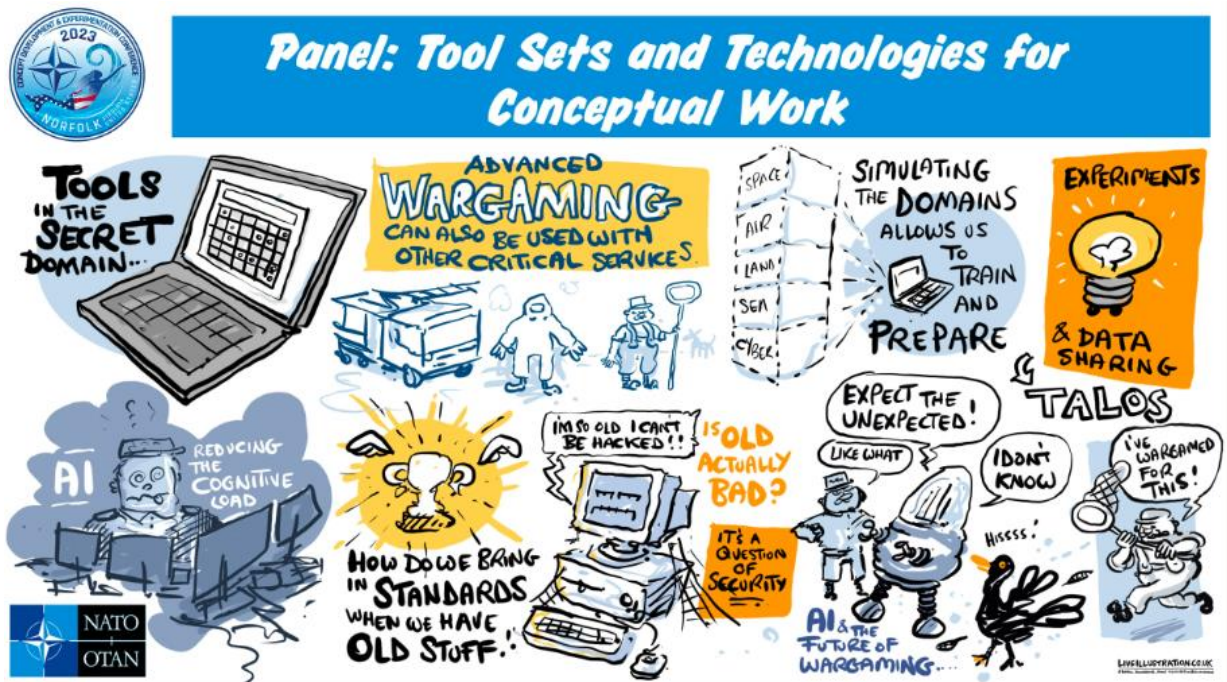 CONCEPT DEVELOPMENT & EXPERIMENTATION CONFERENCE
2023
NORFOLK
Panel: Tool Sets and Technologies for
Conceptual Work
TOOLS
IN THE
SECRET
DOMAIN...
ADVANCED
WARGAMING
CAN ALSO BE USED WITH
OTHER CRITICAL SERVICES.
SPACE
AIR
LAND
SEA
CYBER
SIMULATING
THE DOMAINS
ALLOWS US
TO
TRAIN
AND
PREPARE
EXPERIMENTS
& DATA
SHARING
TALOS
AI
REDUCING
THE
COGNITIVE
LOAD
HOW DO WE BRING
IN STANDARDS
WHEN WE HAVE
OLD STUFF.!
I'M SO OLD I CAN'T
BE HACKED!!
IS OLD
ACTUALLY
BAD?
IT'S A
QUESTION
OF
SECURITY
EXPECT THE
UNEXPECTED!
LIKE WHAT
I DON'T
KNOW
HISSSS!
AI & THE
FUTURE OF
WARGAMING....
I'VE
WARGAMED
FOR
THIS!
NATO
OTAN
LIVEILLUSTRATION.CO.UK